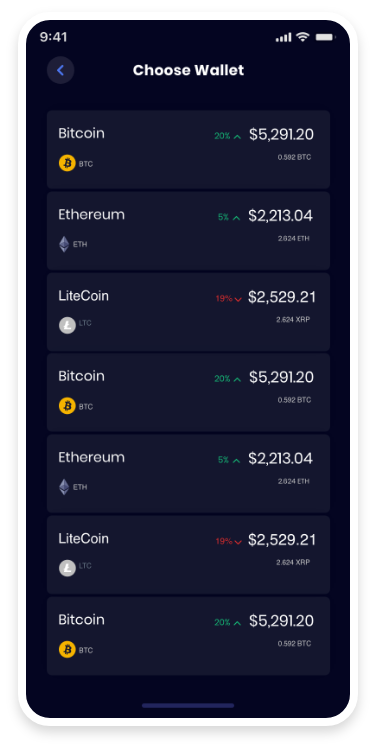 9:41
Choose Wallet
Bitcoin 20% $5,291.20
BTC 0.592 BTC
Ethereum 5% $2,213.04
ETH 2.624 ETH
LiteCoin 19% $2,529.21
LTC 2.624 XRP
Bitcoin 20% $5,291.20
BTC 0.592 BTC
Ethereum 5% $2,213.04
ETH 2.624 ETH
LiteCoin 19% $2,529.21
LTC 2.624 XRP
Bitcoin 20% $5,291.20
BTC 0.592 BTC